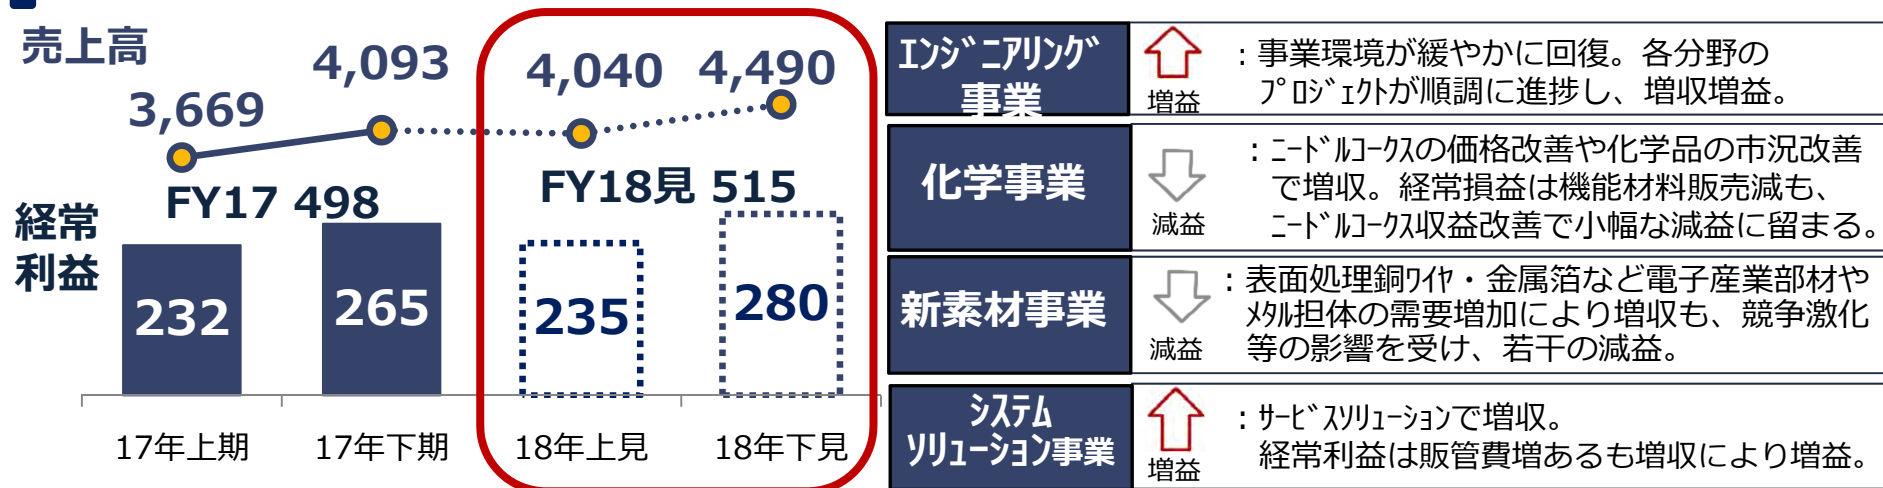 売上高
3,669
4,093
4,040
4,490
FY17 498
FY18見 515
経常
利益
232
265
235
280
17年上期
17年下期
18年上見
18年下見
ｴﾝｼﾞﾆｱﾘﾝｸﾞ
事業
増益
：事業環境が緩やかに回復。各分野の
ﾌﾟﾛｼﾞｪｸﾄが順調に進捗し、増収増益。
化学事業
減益
：ﾆｰﾄﾞﾙｺｰｸｽの価格改善や化学品の市況改善
で増収。経常損益は機能材料販売減も、
ﾆｰﾄﾞﾙｺｰｸｽ収益改善で小幅な減益に留まる。
新素材事業
減益
：表面処理銅ﾜｲﾔ・金属箔など電子産業部材や
ﾒﾀﾙ担体の需要増加により増収も、競争激化
等の影響を受け、若干の減益。
ｼｽﾃﾑ
ｿﾘｭｰｼｮﾝ事業
増益
：ｻｰﾋﾞｽｿﾘｭｰｼｮﾝで増収。
経常利益は販管費増あるも増収により増益。